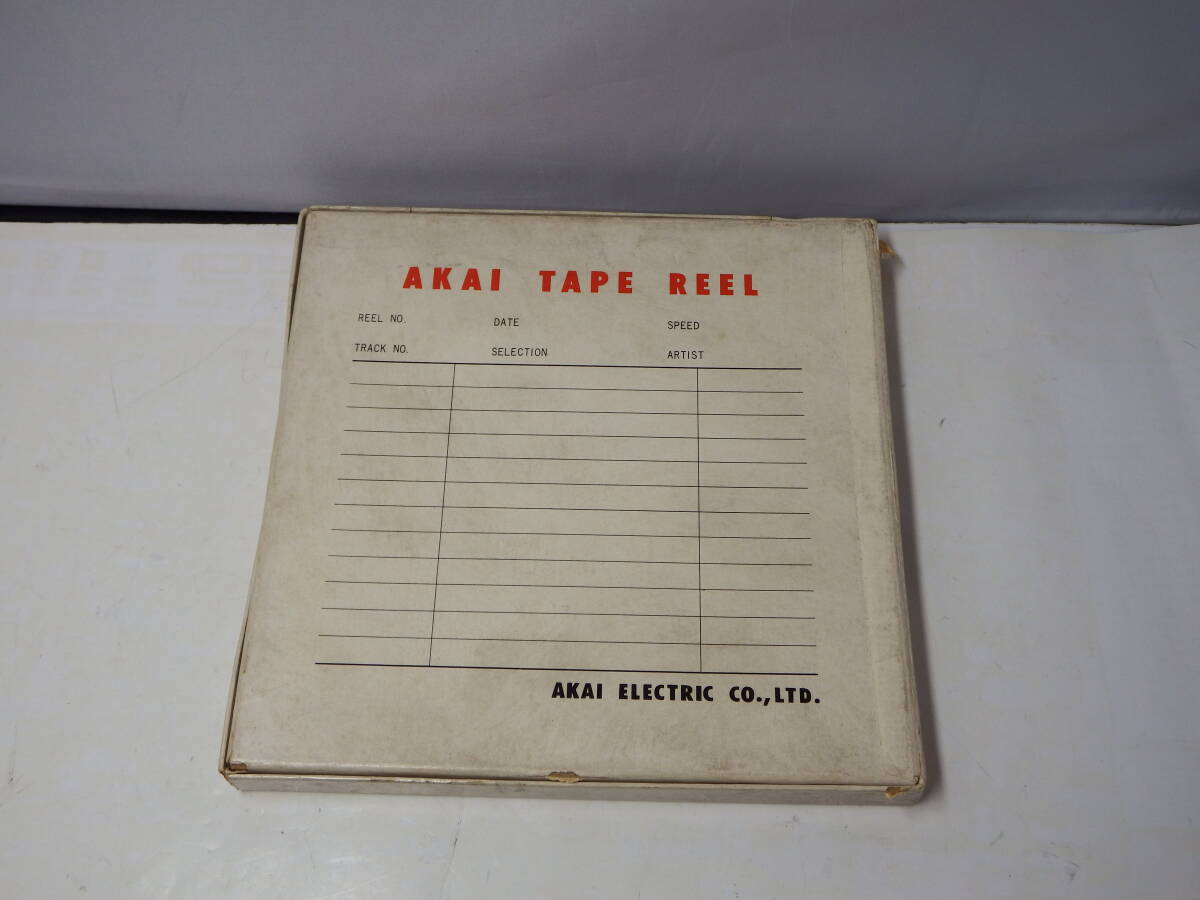 AKAI TAPE REEL
REEL NO. DATE SPEED
TRACK NO. SELECTION ARTIST
AKAI ELECTRIC CO.,LTD.